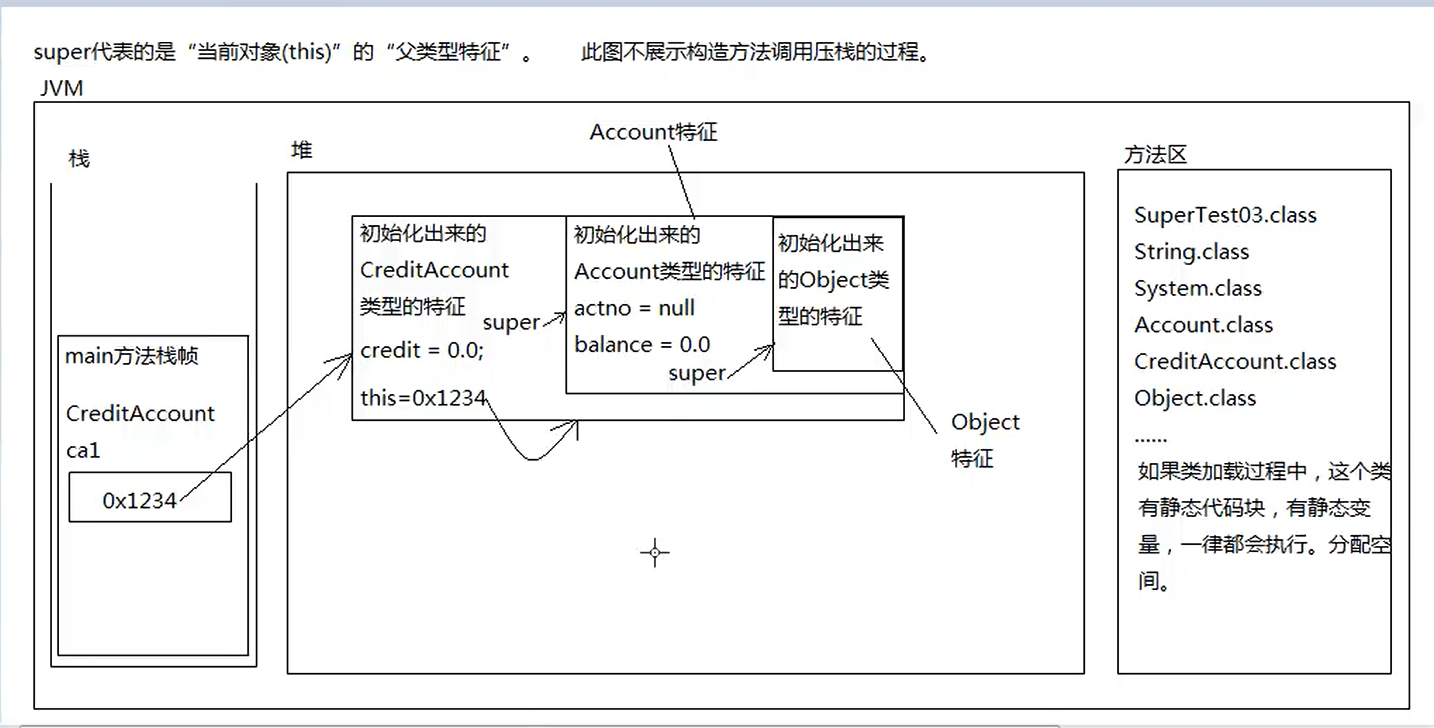 super代表的是“当前对象(this)”的“父类型特征”。 此图不展示构造方法调用压栈的过程。
JVM
栈
main方法栈帧
CreditAccount
ca1
0x1234
堆
Account特征
初始化出来的
CreditAccount
类型的特征
super
credit = 0.0;
this=0x1234
初始化出来的
Account类型的特征
actno = null
balance = 0.0
super
初始化出来
的Object类
型的特征
Object
特征
方法区
SuperTest03.class
String.class
System.class
Account.class
CreditAccount.class
Object.class
......
如果类加载过程中，这个类
有静态代码块，有静态变
量，一律都会执行。分配空
间。